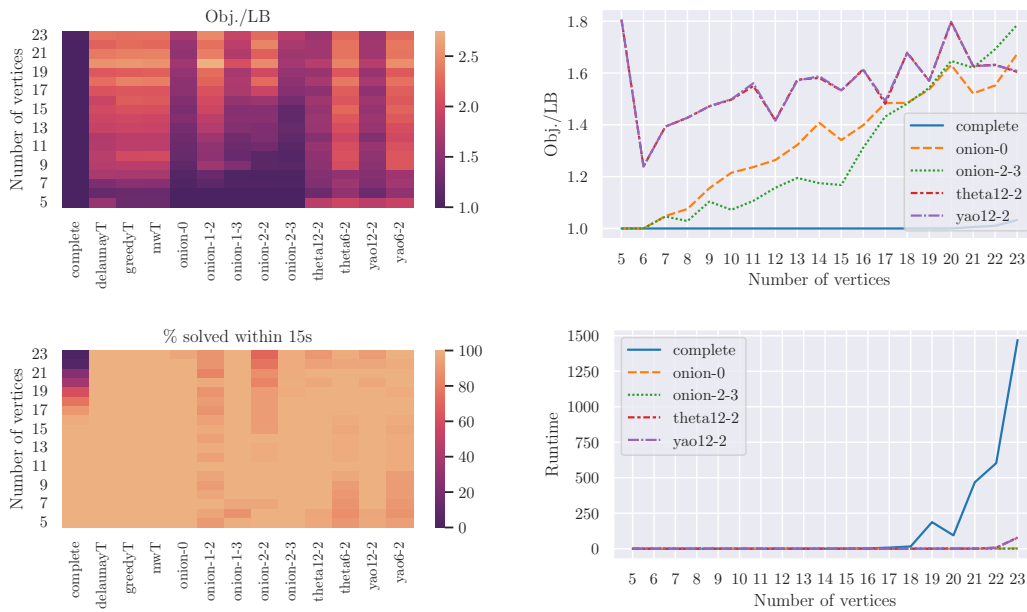 Obj./LB
Number of vertices
23
21
19
17
15
13
11
9
7
5
complete
delaunayT
greedyT
mwT
onion-0
onion-1-2
onion-1-3
onion-2-2
onion-2-3
theta12-2
theta6-2
yao12-2
yao6-2
2.5
2.0
1.5
1.0
Obj./LB
1.8
1.6
1.4
1.2
1.0
complete
onion-0
onion-2-3
theta12-2
yao12-2
5 6 7 8 9 10 11 12 13 14 15 16 17 18 19 20 21 22 23
Number of vertices
% solved within 15s
Number of vertices
23
21
19
17
15
13
11
9
7
5
complete
delaunayT
greedyT
mwT
onion-0
onion-1-2
onion-1-3
onion-2-2
onion-2-3
theta12-2
theta6-2
yao12-2
yao6-2
100
80
60
40
20
0
Runtime
1500
1250
1000
750
500
250
0
complete
onion-0
onion-2-3
theta12-2
yao12-2
5 6 7 8 9 10 11 12 13 14 15 16 17 18 19 20 21 22 23
Number of vertices